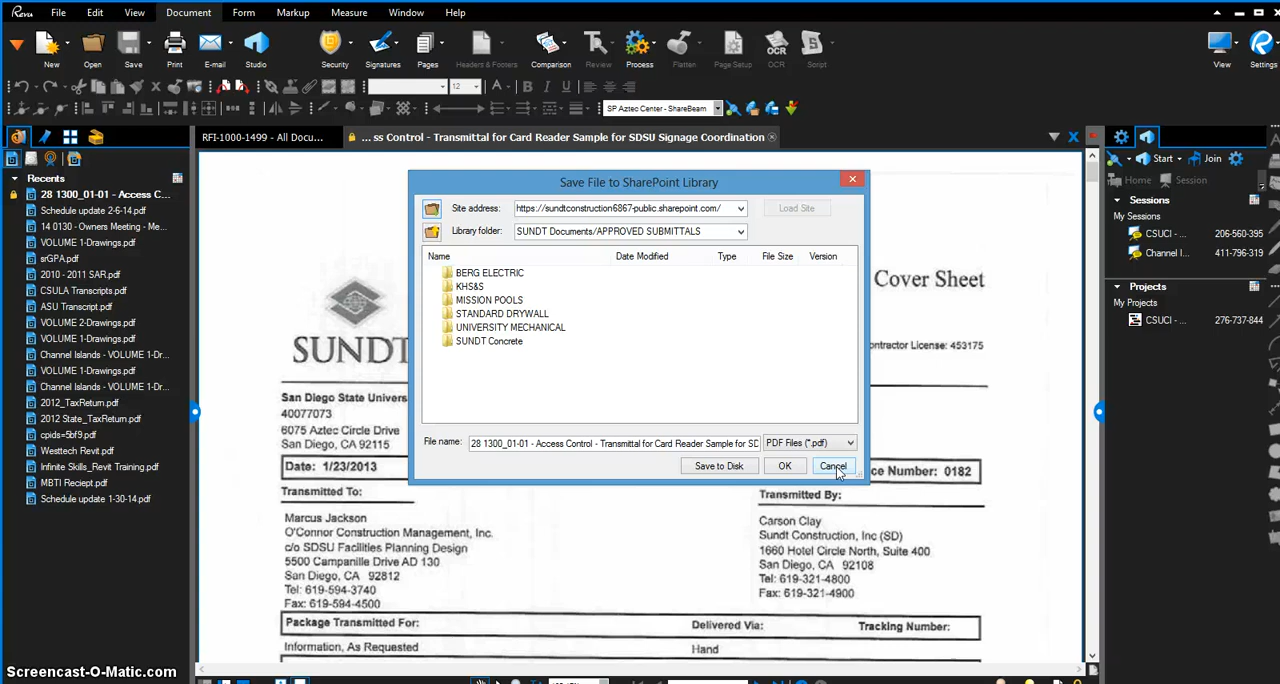 Revu File Edit View Document Form Markup Measure Window Help
New Open Save Print E-mail Studio Security Signatures Pages Headers & Footers Comparison Review Process Flatten Page Setup OCR Script View Settings
12 A B I U
SP Aztec Center - ShareBeam
RFI-1000-1499 - All Docu... ...ss Control - Transmittal for Card Reader Sample for SDSU Signage Coordination
Recents
28 1300_01-01 - Access C...
Schedule update 2-6-14.pdf
14 0130 - Owners Meeting - Me...
VOLUME 1-Drawings.pdf
srGPA.pdf
2010 - 2011 SAR.pdf
CSULA Transcripts.pdf
ASU Transcript.pdf
VOLUME 2-Drawings.pdf
VOLUME 1-Drawings.pdf
Channel Islands - VOLUME 1-Dr...
VOLUME 1-Drawings.pdf
Channel Islands - VOLUME 1-Dr...
2012_TaxReturn.pdf
2012 State_TaxReturn.pdf
cpids=5bf9.pdf
Westtech Revit.pdf
Infinite Skills_Revit Training.pdf
MBTI Reciept.pdf
Schedule update 1-30-14.pdf
Save File to SharePoint Library
Site address: https://sundtconstruction6867-public.sharepoint.com/ Load Site
Library folder: SUNDT Documents/APPROVED SUBMITTALS
Name Date Modified Type File Size Version
BERG ELECTRIC
KHS&S
MISSION POOLS
STANDARD DRYWALL
UNIVERSITY MECHANICAL
SUNDT Concrete
File name: 28 1300_01-01 - Access Control - Transmittal for Card Reader Sample for SD PDF Files (*.pdf)
Save to Disk OK Cancel
Cover Sheet
SUNDT
ontractor License: 453175
San Diego State Univers
40077073
6075 Aztec Circle Drive
San Diego, CA 92115
Date: 1/23/2013
ce Number: 0182
Transmitted To:
Marcus Jackson
O'Connor Construction Management, Inc.
c/o SDSU Facilities Planning Design
5500 Campanille Drive AD 130
San Diego, CA 92812
Tel: 619-594-3740
Fax: 619-594-4500
Transmitted By:
Carson Clay
Sundt Construction, Inc (SD)
1660 Hotel Circle North, Suite 400
San Diego, CA 92108
Tel: 619-321-4800
Fax: 619-321-4900
Package Transmitted For: Delivered Via: Tracking Number:
Information, As Requested Hand
Start Join
Home Session
Sessions
My Sessions
CSUCI - ... 206-560-395
Channel I... 411-796-319
Projects
My Projects
CSUCI - ... 276-737-844
Screencast-O-Matic.com